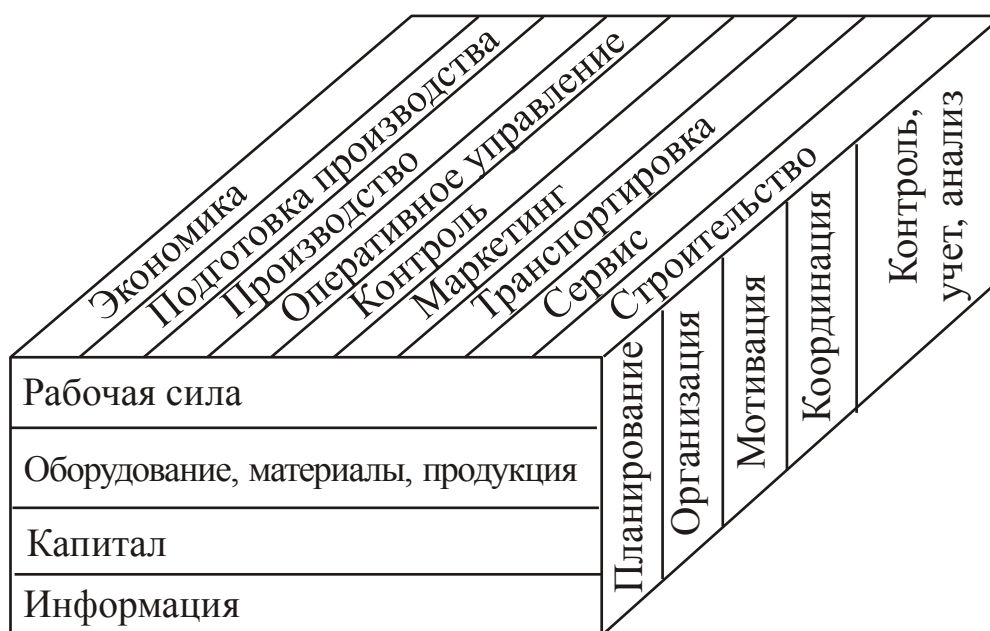 Экономика
Подготовка производства
Производство
Оперативное управление
Контроль
Маркетинг
Транспортировка
Сервис
Строительство
Рабочая сила
Оборудование, материалы, продукция
Капитал
Информация
Планирование
Организация
Мотивация
Координация
Контроль,
учет, анализ